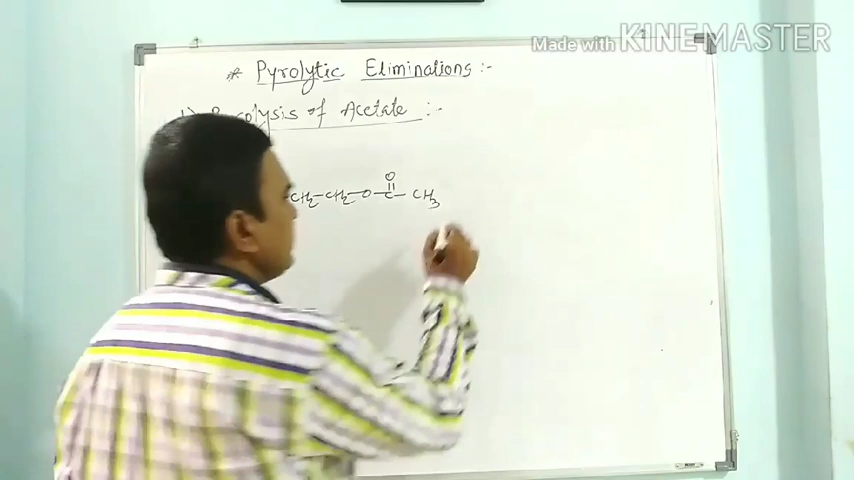 Made with KINEMASTER
* Pyrolytic Eliminations :-
of Acetate :-
O
CH2-CH2-O-C-CH3